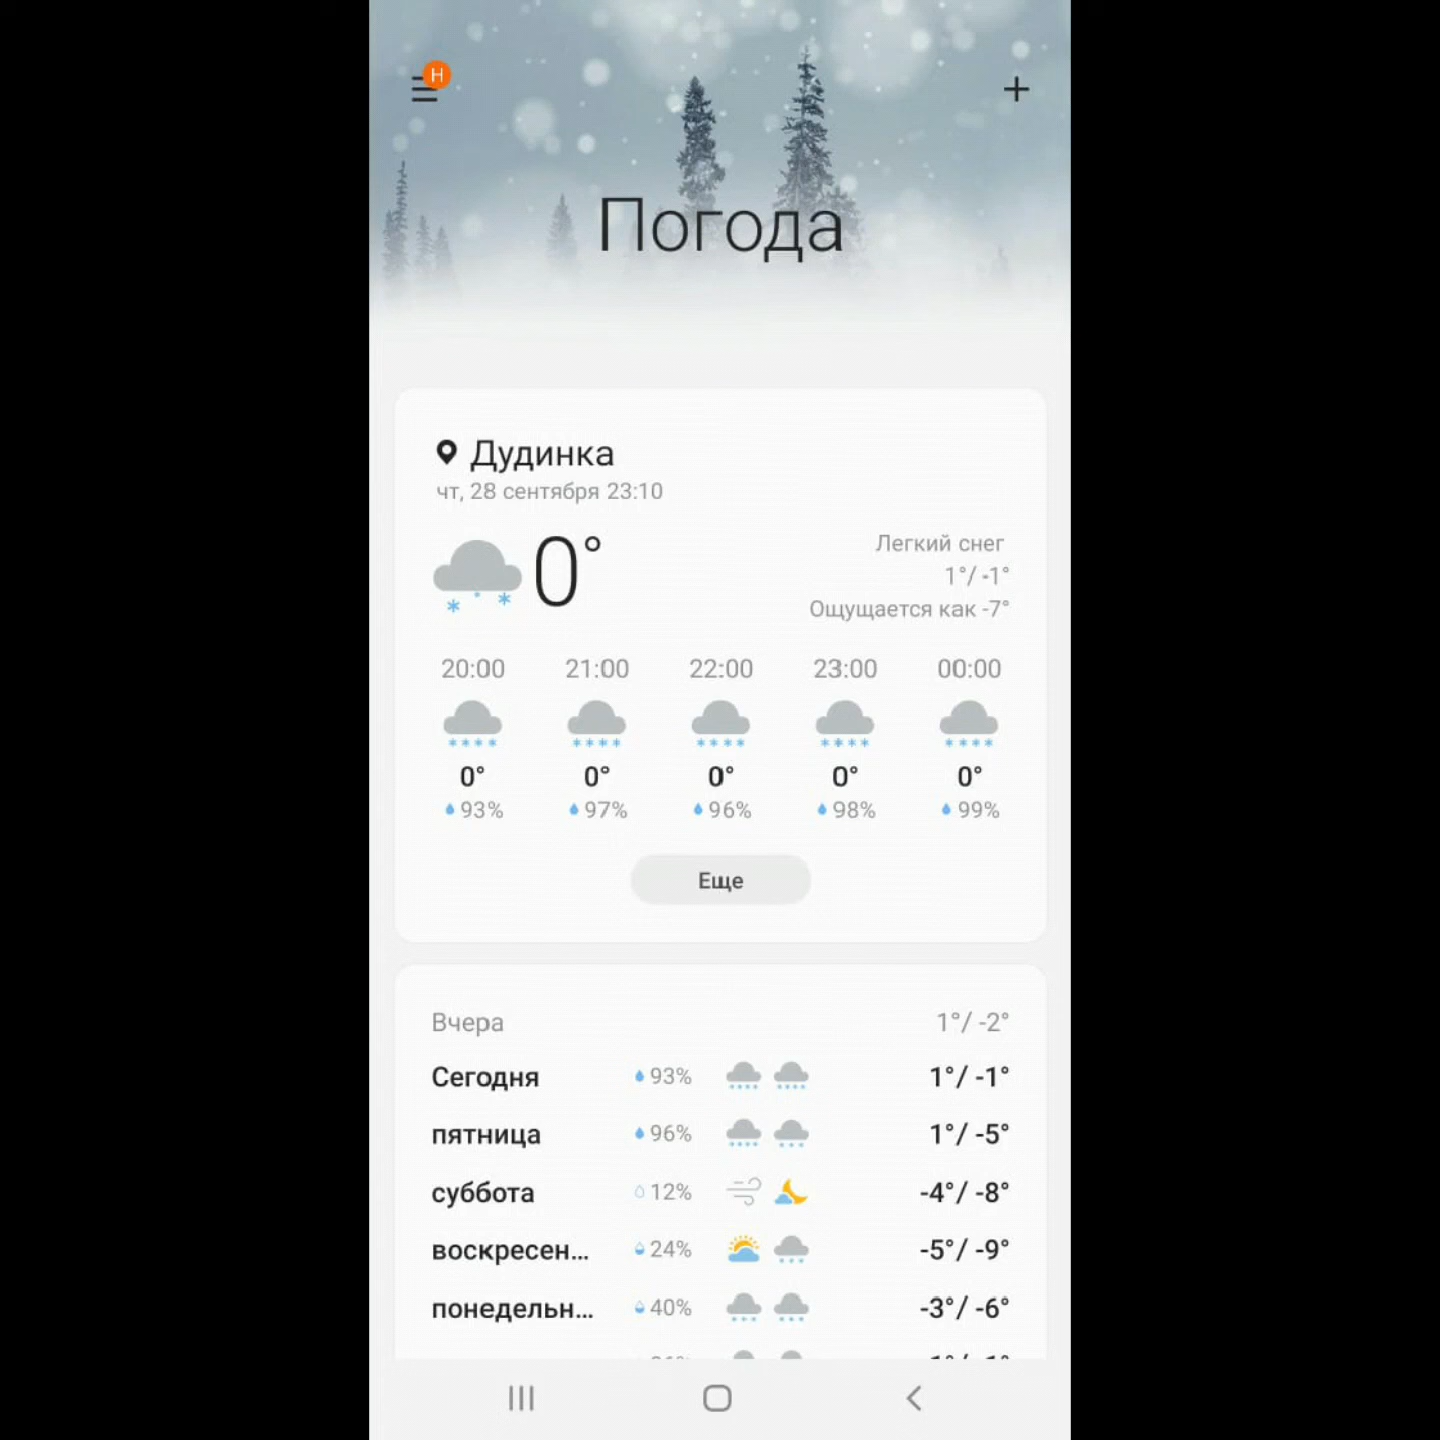 Н
Погода
Дудинка
чт, 28 сентября 23:10
0°
Легкий снег
1°/ -1°
Ощущается как -7°
20:00 21:00 22:00 23:00 00:00
0° 0° 0° 0° 0°
93% 97% 96% 98% 99%
Еще
Вчера 1°/ -2°
Сегодня 93% 1°/ -1°
пятница 96% 1°/ -5°
суббота 12% -4°/ -8°
воскресен... 24% -5°/ -9°
понедельн... 40% -3°/ -6°